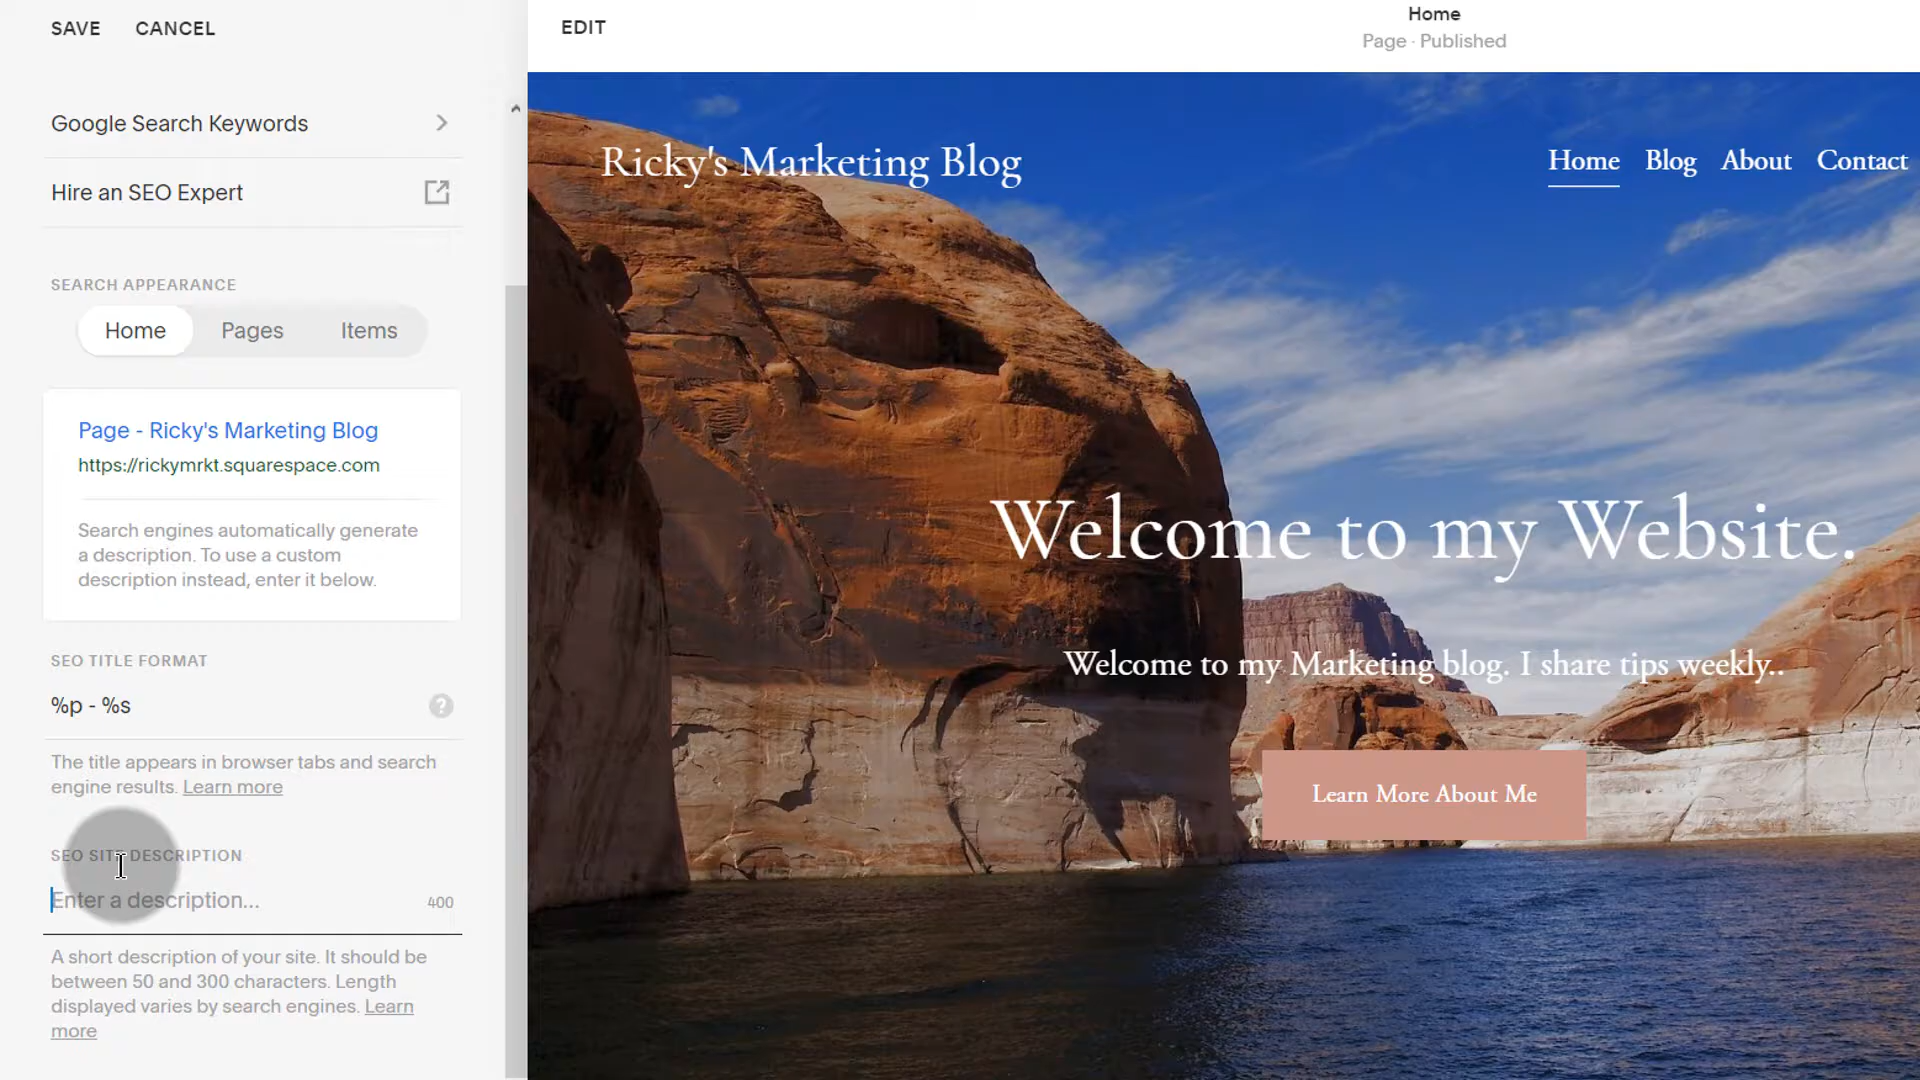 SAVE CANCEL
Google Search Keywords
Hire an SEO Expert
SEARCH APPEARANCE
Home Pages Items
Page - Ricky's Marketing Blog
https://rickymrkt.squarespace.com
Search engines automatically generate
a description. To use a custom
description instead, enter it below.
SEO TITLE FORMAT
%p - %s
?
The title appears in browser tabs and search
engine results. Learn more
SEO SITE DESCRIPTION
Enter a description...
400
A short description of your site. It should be
between 50 and 300 characters. Length
displayed varies by search engines. Learn
more
EDIT
Home
Page · Published
Ricky's Marketing Blog
Home Blog About Contact
Welcome to my Website.
Welcome to my Marketing blog. I share tips weekly..
Learn More About Me